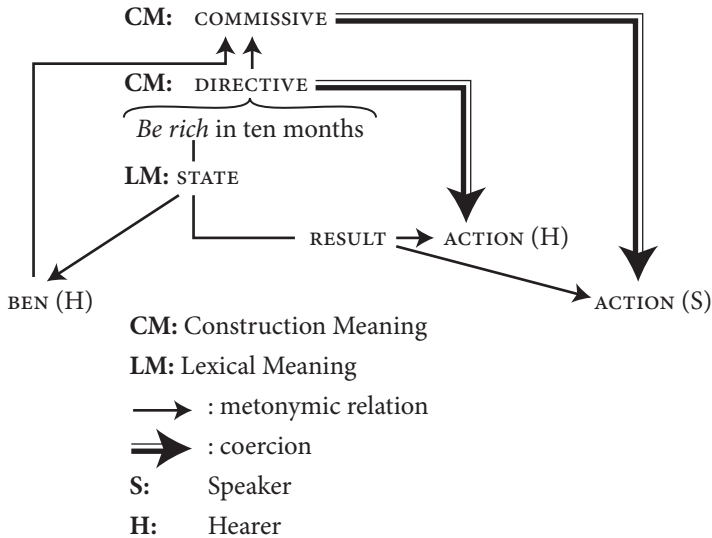 CM: COMMISSIVE
CM: DIRECTIVE
Be rich in ten months
LM: STATE
RESULT ACTION (H)
BEN (H) ACTION (S)
CM: Construction Meaning
LM: Lexical Meaning
: metonymic relation
: coercion
S: Speaker
H: Hearer